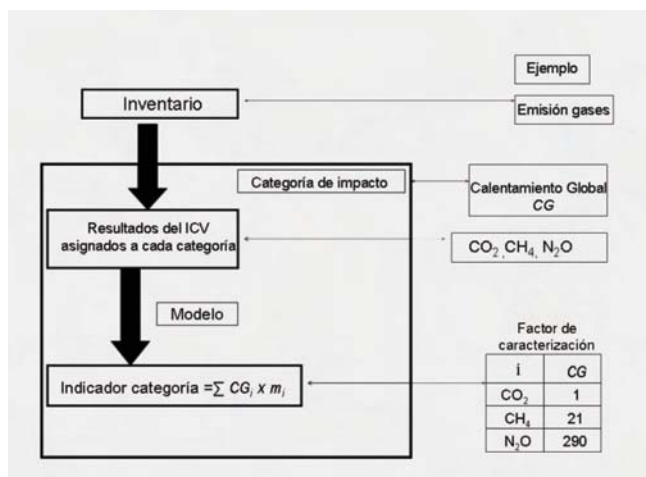 Ejemplo
Inventario
Emisión gases
Categoría de impacto
Calentamiento Global
CG
Resultados del ICV
asignados a cada categoría
CO₂, CH₄, N₂O
Modelo
Factor de
caracterización
i CG
Indicador categoría =∑ CGᵢ x mᵢ
CO₂ 1
CH₄ 21
N₂O 290